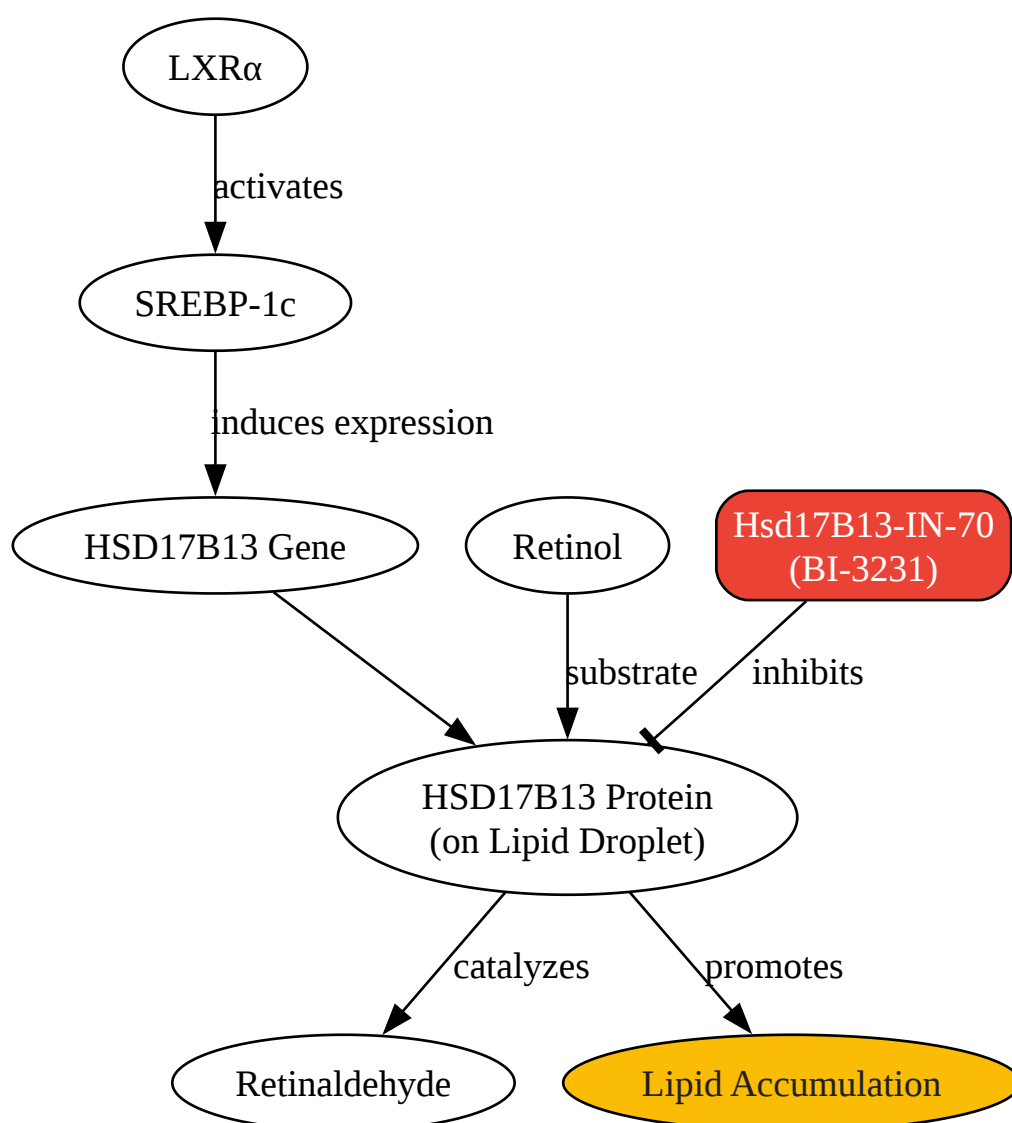 LXRα
activates
SREBP-1c
induces expression
HSD17B13 Gene
Retinol
Hsd17B13-IN-70
(BI-3231)
substrate
inhibits
HSD17B13 Protein
(on Lipid Droplet)
catalyzes
promotes
Retinaldehyde
Lipid Accumulation